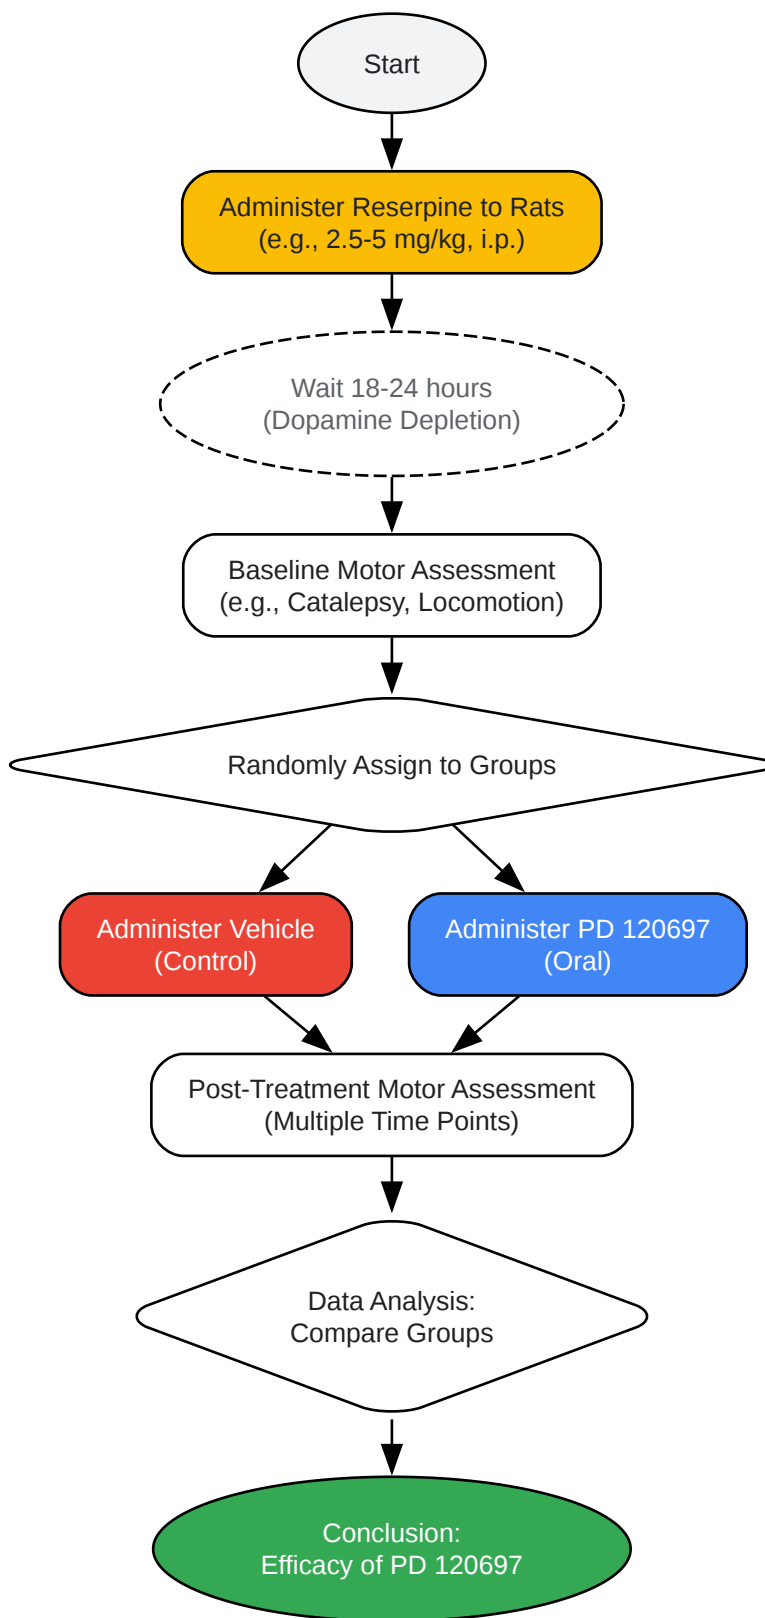 Start
Administer Reserpine to Rats
(e.g., 2.5-5 mg/kg, i.p.)
Wait 18-24 hours
(Dopamine Depletion)
Baseline Motor Assessment
(e.g., Catalepsy, Locomotion)
Randomly Assign to Groups
Administer Vehicle
(Control)
Administer PD 120697
(Oral)
Post-Treatment Motor Assessment
(Multiple Time Points)
Data Analysis:
Compare Groups
Conclusion:
Efficacy of PD 120697